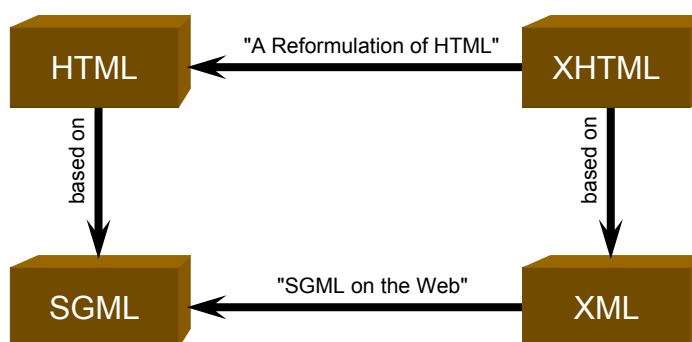 "A Reformulation of HTML"
HTML
XHTML
based on
based on
"SGML on the Web"
SGML
XML